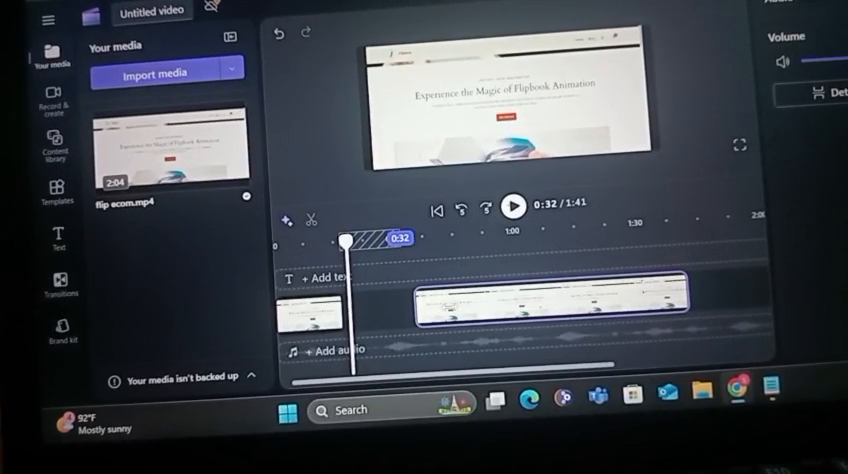 Untitled video
Your media
Import media
Your media
Record & create
Content library
Templates
Text
Transitions
Brand kit
2:04
flip ecom.mp4
Your media isn't backed up
Experience the Magic of Flipbook Animation
Experience the Magic of Flipbook Animation
5
5
0:32 / 1:41
0
0:32
1:00
1:30
2:00
T + Add text
+ Add audio
Volume
Det
92°F
Mostly sunny
Search